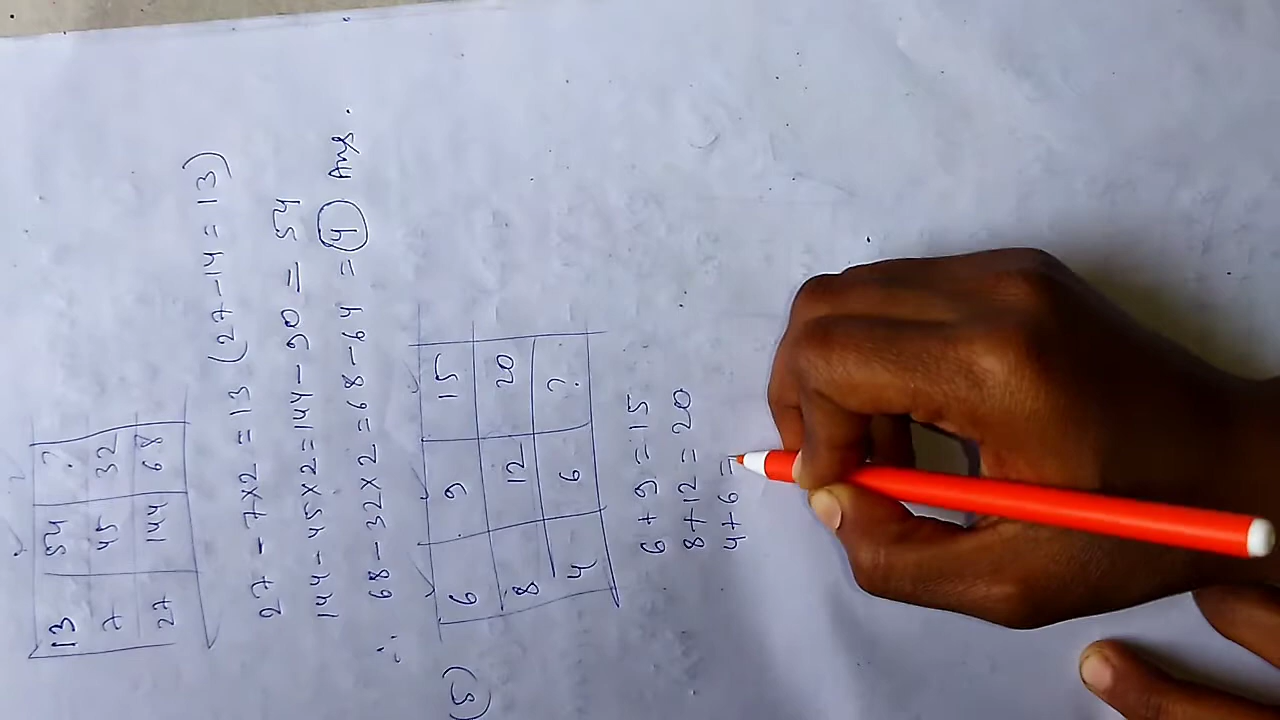 13 54 ?
7 45 32
27 144 68
27 - 7x2 = 13 (27-14 = 13)
144 - 45x2 = 144 - 90 = 54
∴ 68 - 32x2 = 68 - 64 = 4 Ans.
(5)
6 9 15
8 12 20
4 6 ?
6 + 9 = 15
8+12 = 20
4+6 =